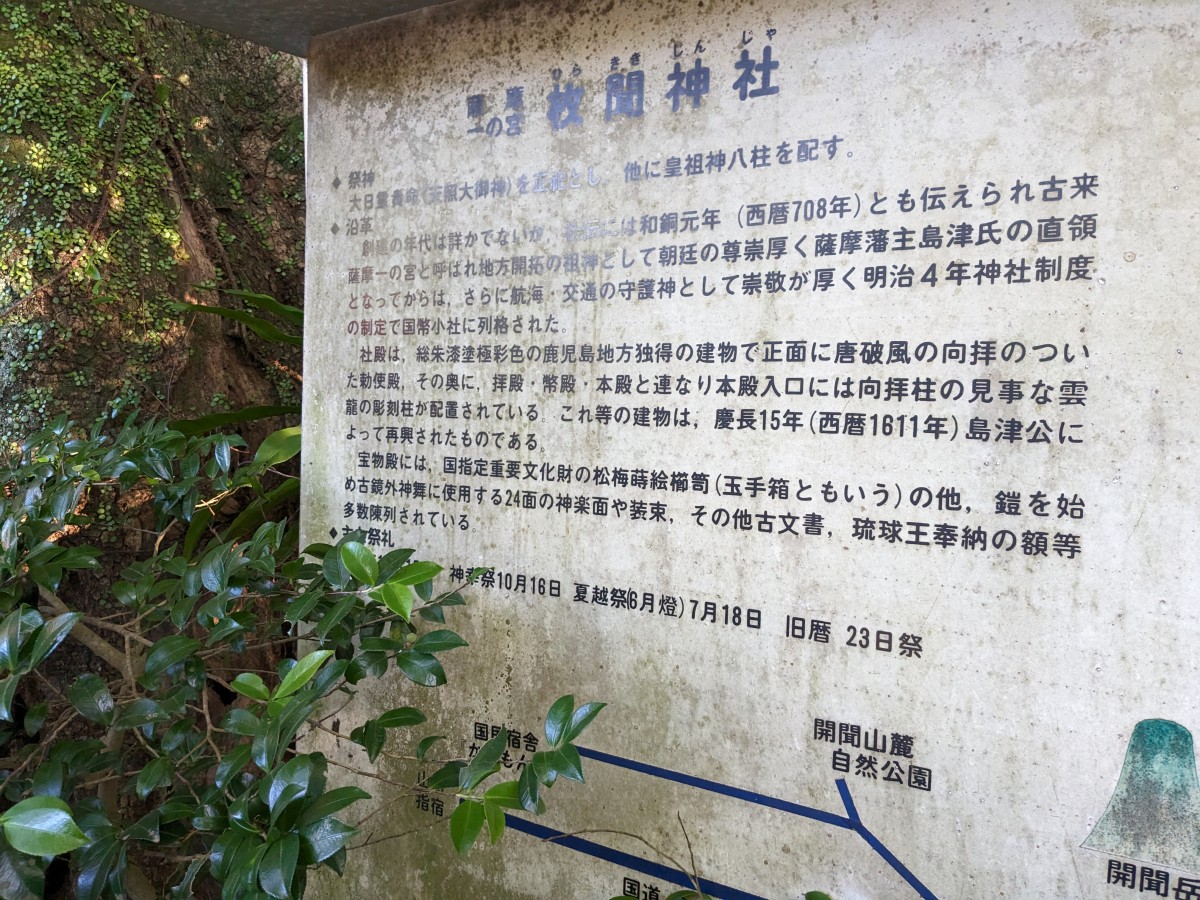 薩摩
一の宮
ひら きき じん じゃ
枚聞神社
◆ 祭神
大日孁貴命(天照大御神)を正祀とし、他に皇祖神八柱を配す。
◆ 沿革
創建の年代は詳かでないが、には和銅元年 (西暦708年)とも伝えられ古来
薩摩一の宮と呼ばれ地方開拓の祖神として朝廷の尊崇厚く薩摩藩主島津氏の直領
となってからは,さらに航海・交通の守護神として崇敬が厚く明治4年神社制度
の制定で国幣小社に列格された。
社殿は,総朱漆塗極彩色の鹿児島地方独得の建物で正面に唐破風の向拝のつい
た勅使殿,その奥に,拝殿・幣殿・本殿と連なり本殿入口には向拝柱の見事な雲
龍の彫刻柱が配置されている。これ等の建物は,慶長15年(西暦1611年)島津公に
よって再興されたものである。
宝物殿には,国指定重要文化財の松梅蒔絵櫛笥(玉手箱ともいう)の他,鎧を始
め古鏡外神舞に使用する24面の神楽面や装束,その他古文書,琉球王奉納の額等
多数陳列されている。
◆ 祭礼
神幸祭10月16日 夏越祭(6月燈)7月18日 旧暦 23日祭
国民宿舎
開聞山麓
自然公園
指宿
国道
開聞岳